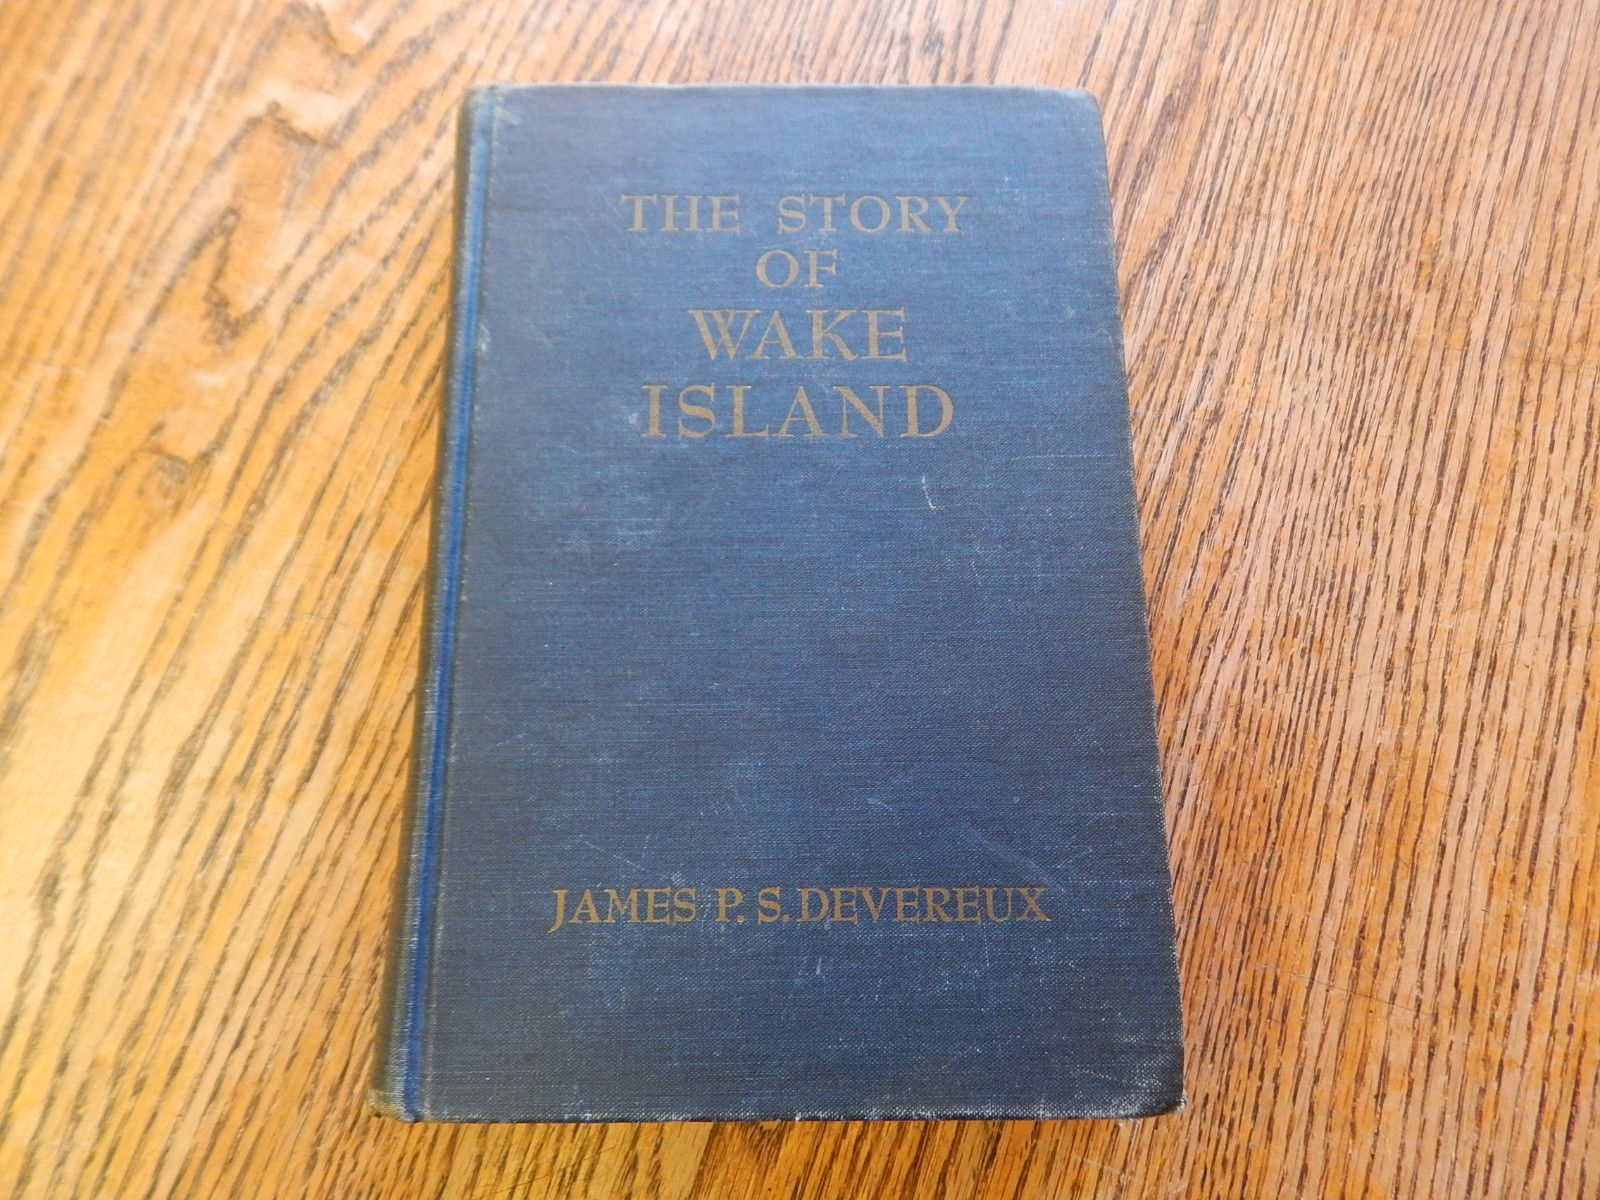 THE STORY
OF
WAKE
ISLAND
JAMES P. S. DEVEREUX